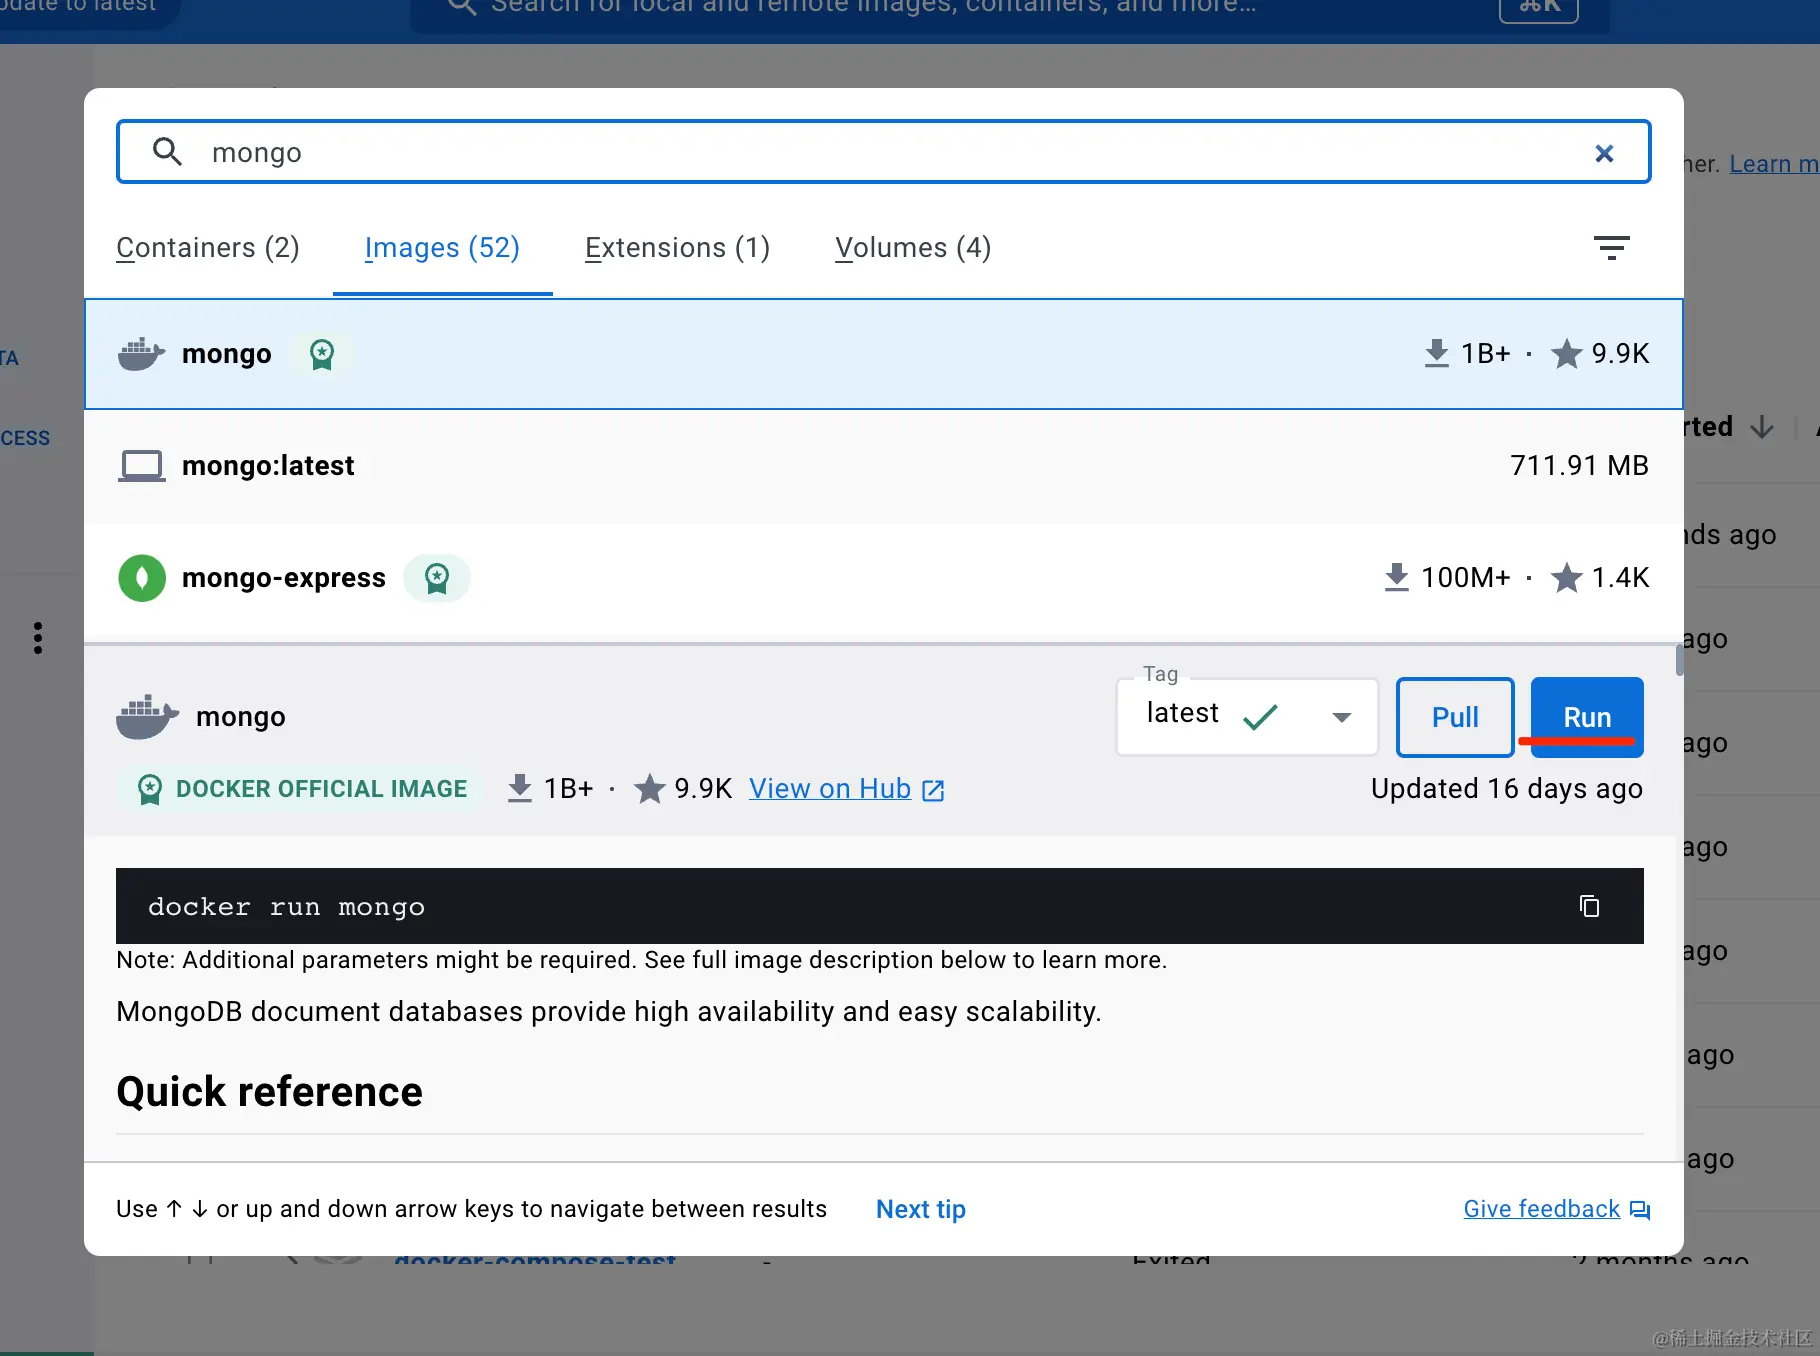 pdate to latest
Search for local and remote images, containers, and more...
⌘K
mongo
ner. Learn m
Containers (2)
Images (52)
Extensions (1)
Volumes (4)
mongo
1B+ · 9.9K
TA
CESS
rted
mongo:latest
711.91 MB
nds ago
mongo-express
100M+ · 1.4K
ago
mongo
Tag
latest
Pull
Run
ago
DOCKER OFFICIAL IMAGE
1B+ · 9.9K
View on Hub
Updated 16 days ago
ago
docker run mongo
Note: Additional parameters might be required. See full image description below to learn more.
ago
MongoDB document databases provide high availability and easy scalability.
ago
Quick reference
ago
Use ↑ ↓ or up and down arrow keys to navigate between results
Next tip
Give feedback
docker-compose-test
-
Exited
2 months ago
@稀土掘金技术社区